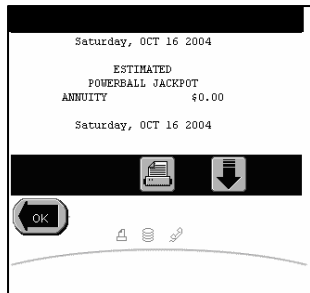 Saturday, OCT 16 2004
ESTIMATED
POWERBALL JACKPOT
ANNUITY $0.00
Saturday, OCT 16 2004
OK